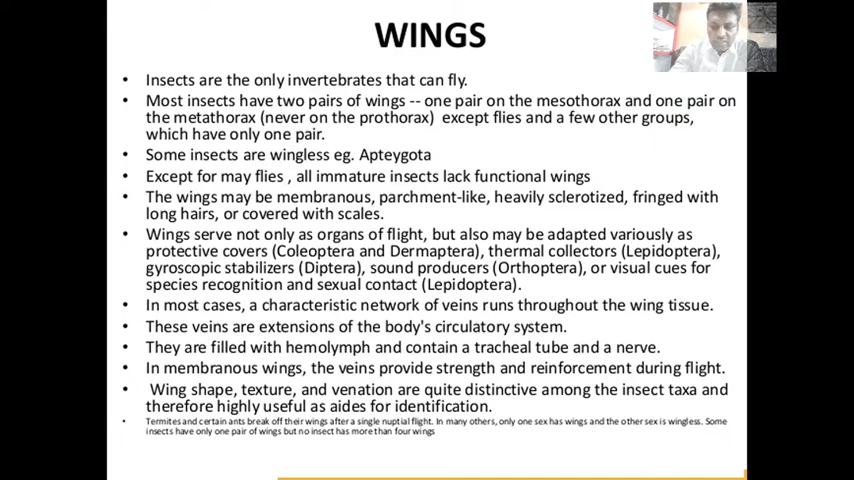 WINGS
• Insects are the only invertebrates that can fly.
• Most insects have two pairs of wings -- one pair on the mesothorax and one pair on
the metathorax (never on the prothorax) except flies and a few other groups,
which have only one pair.
• Some insects are wingless eg. Apteygota
• Except for may flies , all immature insects lack functional wings
• The wings may be membranous, parchment-like, heavily sclerotized, fringed with
long hairs, or covered with scales.
• Wings serve not only as organs of flight, but also may be adapted variously as
protective covers (Coleoptera and Dermaptera), thermal collectors (Lepidoptera),
gyroscopic stabilizers (Diptera), sound producers (Orthoptera), or visual cues for
species recognition and sexual contact (Lepidoptera).
• In most cases, a characteristic network of veins runs throughout the wing tissue.
• These veins are extensions of the body's circulatory system.
• They are filled with hemolymph and contain a tracheal tube and a nerve.
• In membranous wings, the veins provide strength and reinforcement during flight.
• Wing shape, texture, and venation are quite distinctive among the insect taxa and
therefore highly useful as aides for identification.
• Termites and certain ants break off their wings after a single nuptial flight. In many others, only one sex has wings and the other sex is wingless. Some
insects have only one pair of wings but no insect has more than four wings